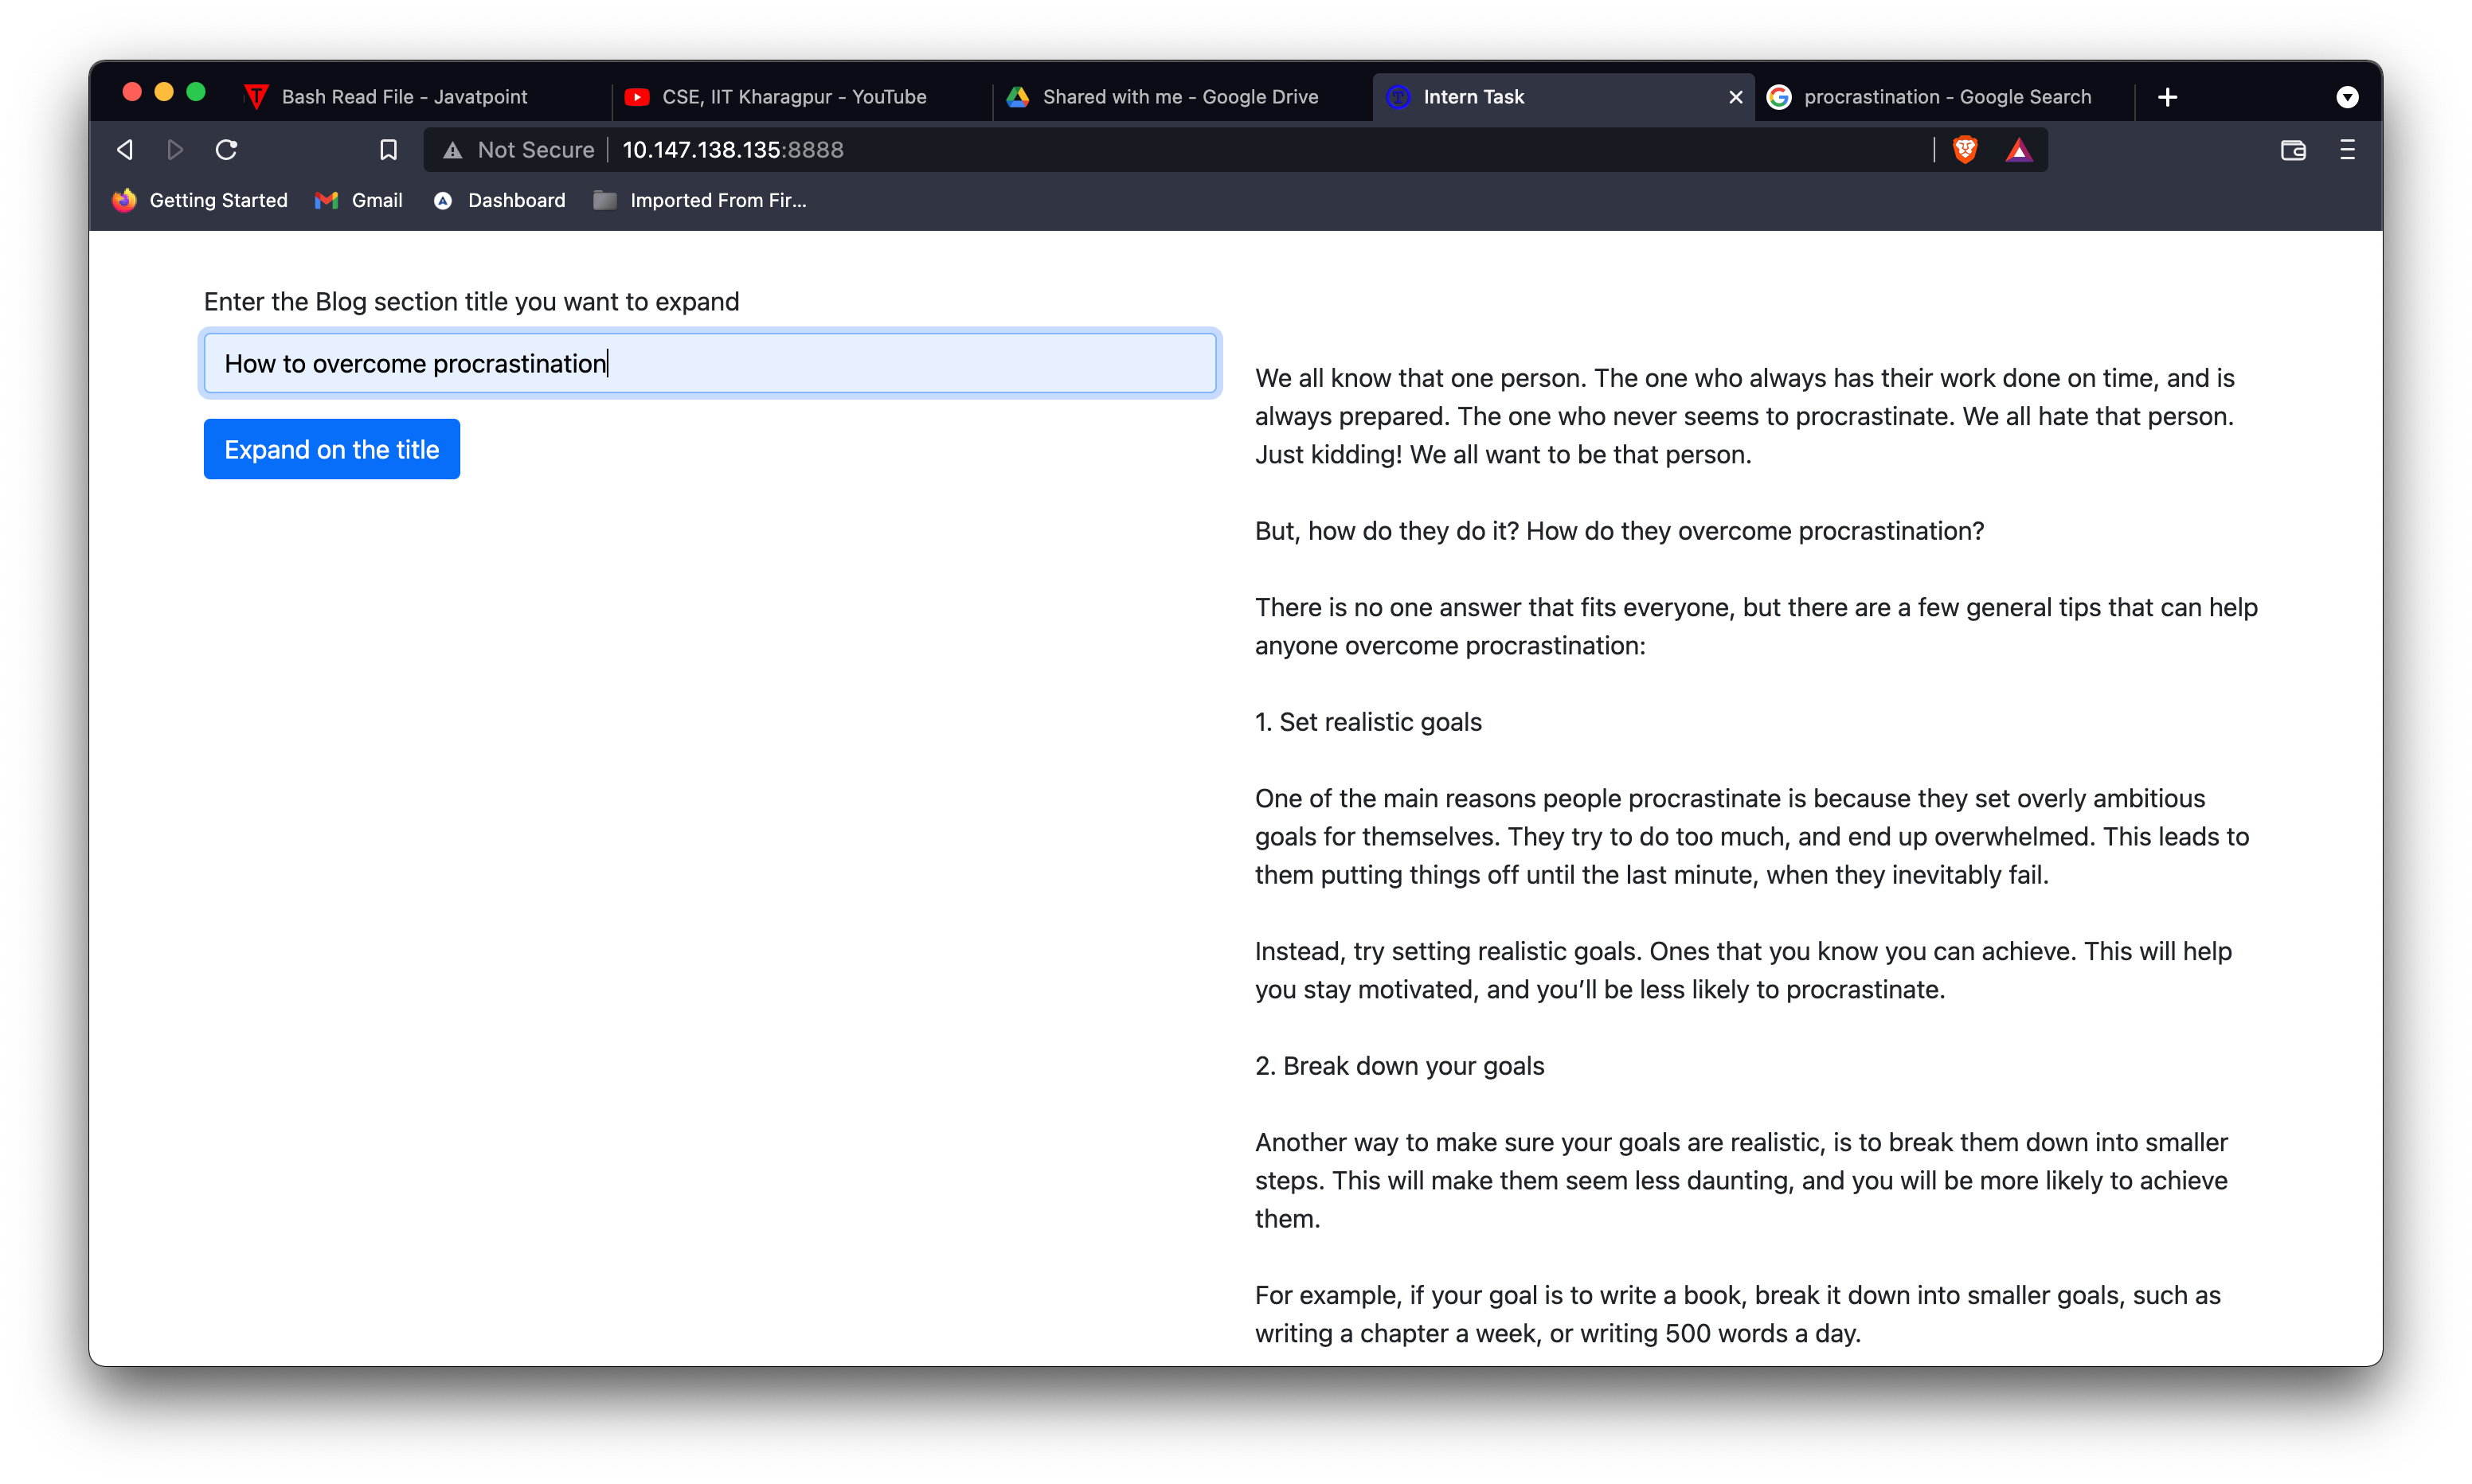 Bash Read File - Javatpoint
CSE, IIT Kharagpur - YouTube
Shared with me - Google Drive
Intern Task
procrastination - Google Search
Not Secure
10.147.138.135:8888
Getting Started
Gmail
Dashboard
Imported From Fir...
Enter the Blog section title you want to expand
How to overcome procrastination
Expand on the title
We all know that one person. The one who always has their work done on time, and is
always prepared. The one who never seems to procrastinate. We all hate that person.
Just kidding! We all want to be that person.
But, how do they do it? How do they overcome procrastination?
There is no one answer that fits everyone, but there are a few general tips that can help
anyone overcome procrastination:
1. Set realistic goals
One of the main reasons people procrastinate is because they set overly ambitious
goals for themselves. They try to do too much, and end up overwhelmed. This leads to
them putting things off until the last minute, when they inevitably fail.
Instead, try setting realistic goals. Ones that you know you can achieve. This will help
you stay motivated, and you’ll be less likely to procrastinate.
2. Break down your goals
Another way to make sure your goals are realistic, is to break them down into smaller
steps. This will make them seem less daunting, and you will be more likely to achieve
them.
For example, if your goal is to write a book, break it down into smaller goals, such as
writing a chapter a week, or writing 500 words a day.